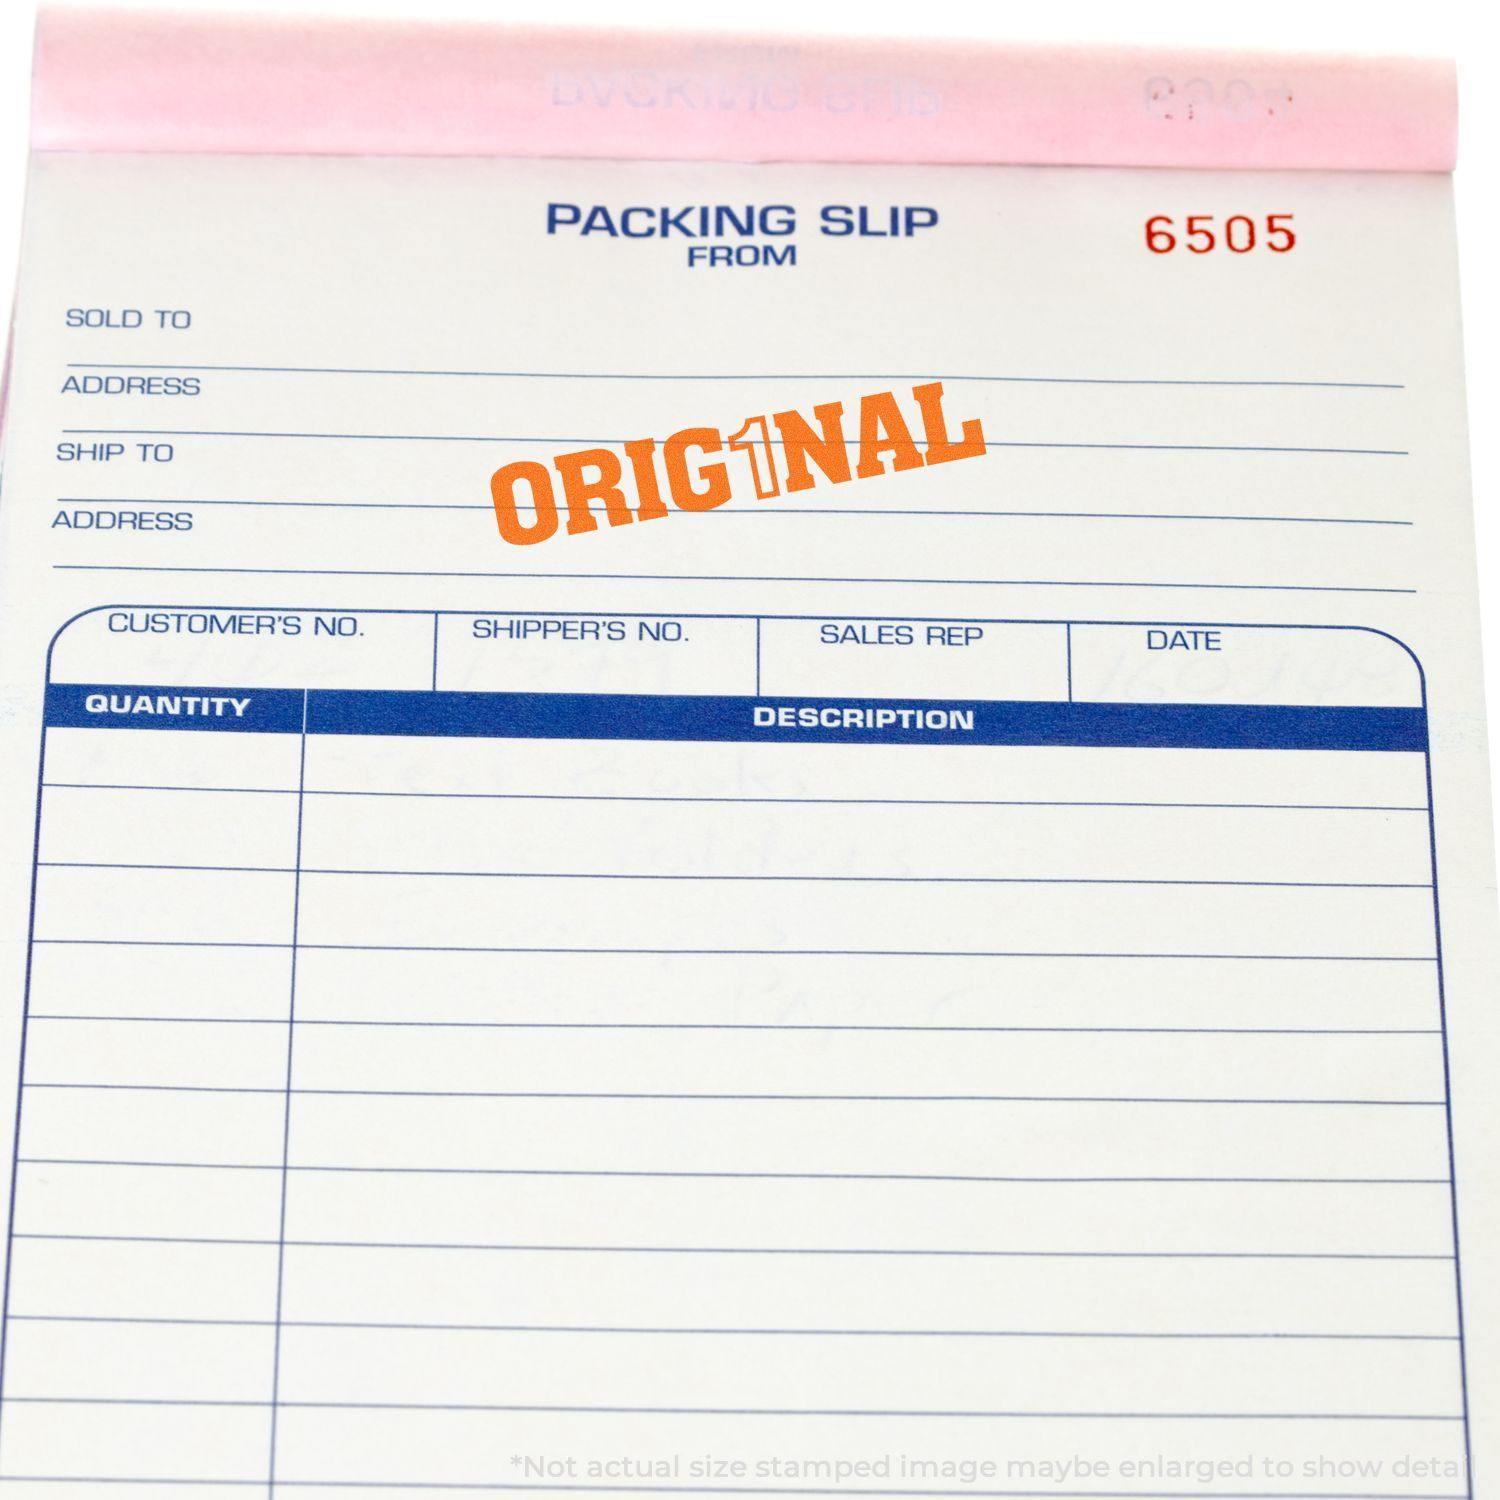 PACKING SLIP
6505
FROM
SOLD TO
ADDRESS
ORIG1NAL
SHIP TO
ADDRESS
CUSTOMER'S NO. SHIPPER'S NO. SALES REP DATE
QUANTITY DESCRIPTION
*Not actual size stamped image maybe enlarged to show detail